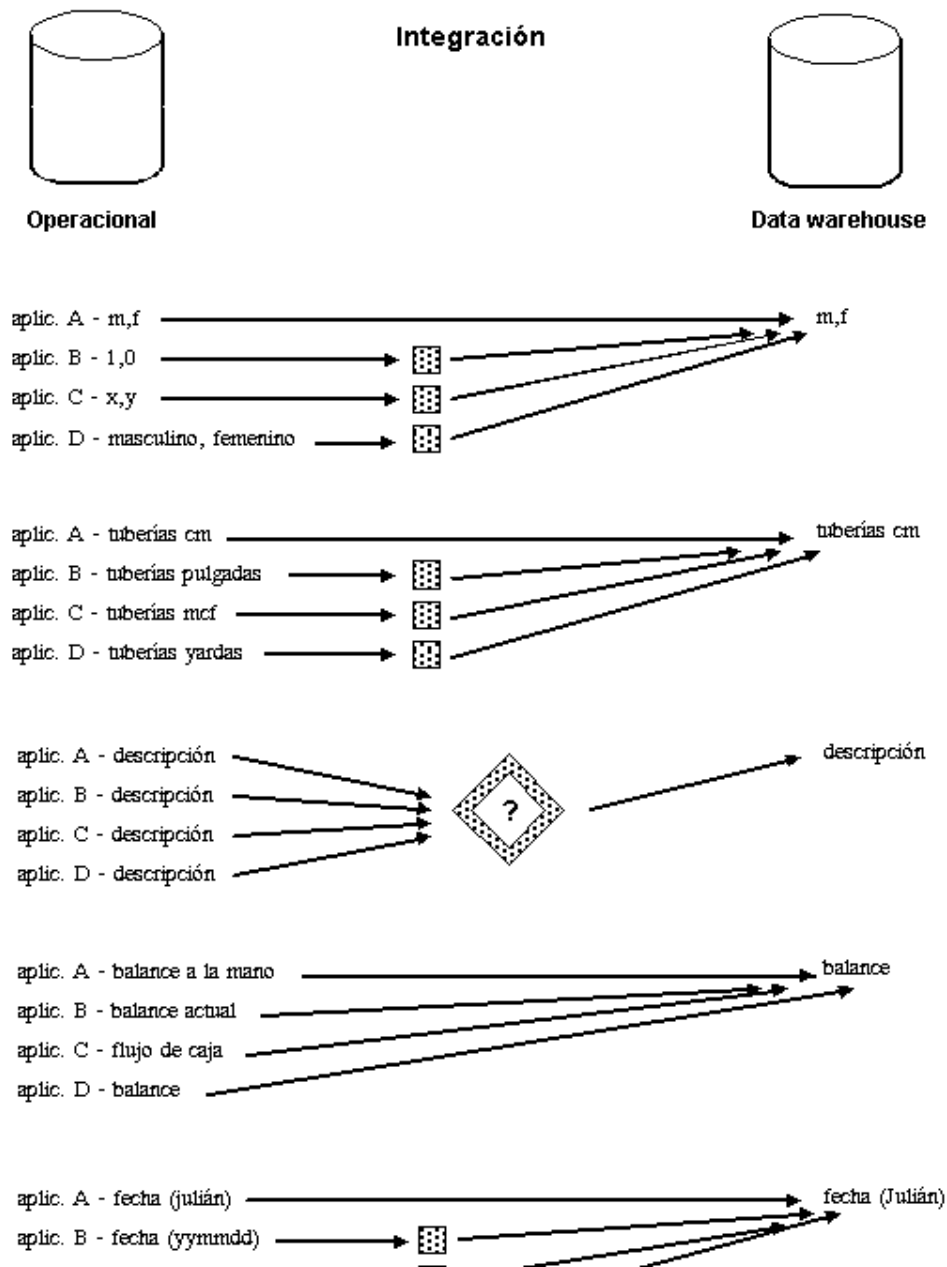 Integración
Operacional
Data warehouse
aplic. A - m,f
m,f
aplic. B - 1,0
aplic. C - x,y
aplic. D - masculino, femenino
aplic. A - tuberías cm
tuberías cm
aplic. B - tuberías pulgadas
aplic. C - tuberías mcf
aplic. D - tuberías yardas
aplic. A - descripción
descripción
aplic. B - descripción
?
aplic. C - descripción
aplic. D - descripción
aplic. A - balance a la mano
balance
aplic. B - balance actual
aplic. C - flujo de caja
aplic. D - balance
aplic. A - fecha (julián)
fecha (Julián)
aplic. B - fecha (yymmdd)